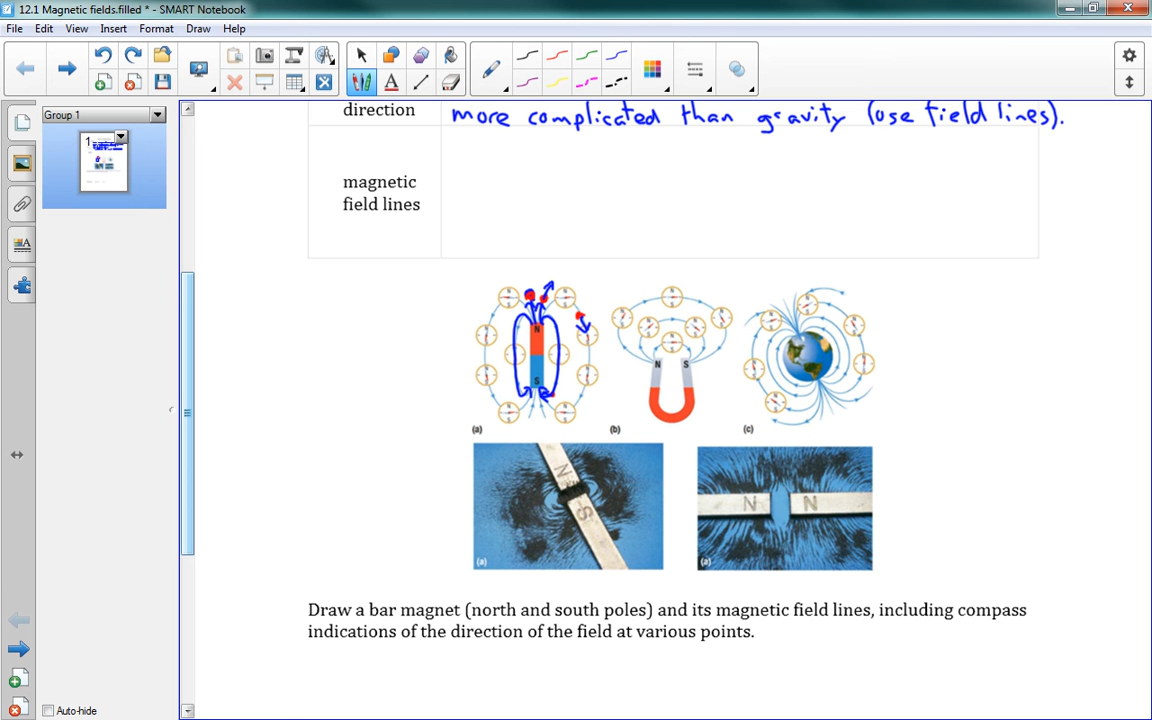 12.1 Magnetic fields.filled * - SMART Notebook
File Edit View Insert Format Draw Help
Group 1
1
direction
more complicated than gravity (use field lines).
magnetic
field lines
N
S
N S
(a)
(b)
(c)
N
S
(a)
N N
(a)
Draw a bar magnet (north and south poles) and its magnetic field lines, including compass
indications of the direction of the field at various points.
Auto-hide